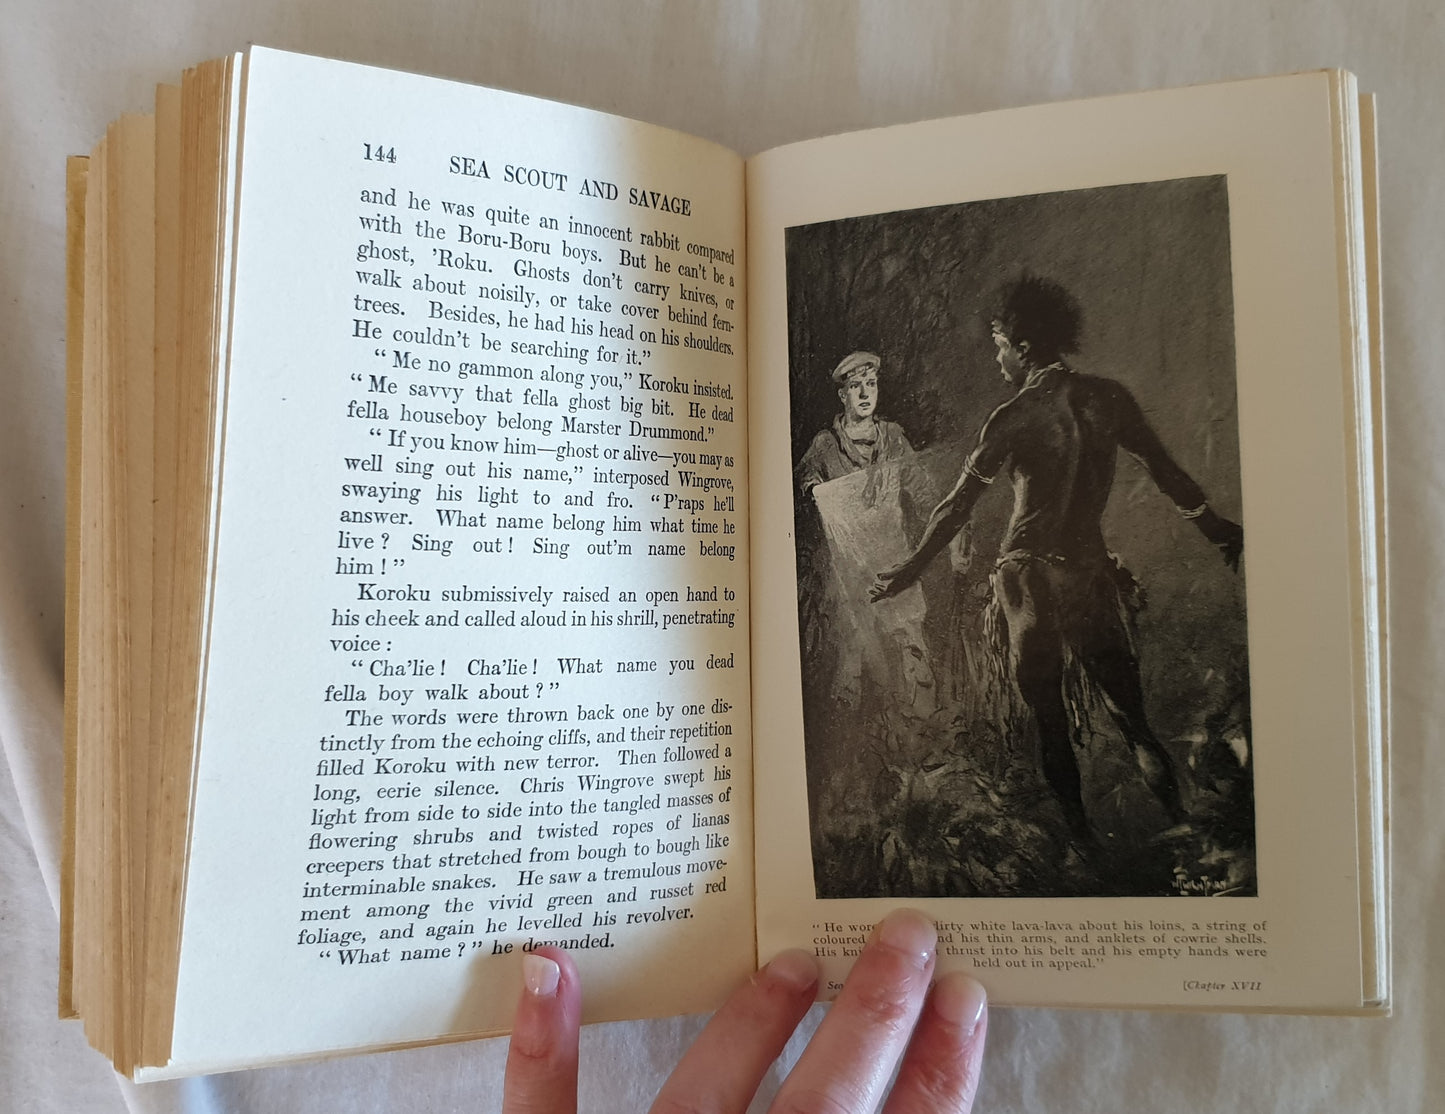 144 SEA SCOUT AND SAVAGE
and he was quite an innocent rabbit compared
with the Boru-Boru boys. But he can't be a
ghost, 'Roku. Ghosts don't carry knives, or
walk about noisily, or take cover behind fern-
trees. Besides, he had his head on his shoulders.
He couldn't be searching for it."
"Me no gammon along you," Koroku insisted.
"Me savvy that fella ghost big bit. He dead
fella houseboy belong Marster Drummond."
"If you know him—ghost or alive—you may as
well sing out his name," interposed Wingrove,
swaying his light to and fro. "P'raps he'll
answer. What name belong him what time he
live? Sing out! Sing out'm name belong
him!"
Koroku submissively raised an open hand to
his cheek and called aloud in his shrill, penetrating
voice:
"Cha'lie! Cha'lie! What name you dead
fella boy walk about?"
The words were thrown back one by one dis-
tinctly from the echoing cliffs, and their repetition
filled Koroku with new terror. Then followed a
long, eerie silence. Chris Wingrove swept his
light from side to side into the tangled masses of
flowering shrubs and twisted ropes of lianas
creepers that stretched from bough to bough like
interminable snakes. He saw a tremulous move-
ment among the vivid green and russet red
foliage, and again he levelled his revolver.
"What name?" he demanded.
"He wore dirty white lava-lava about his loins, a string of
coloured his thin arms, and anklets of cowrie shells.
His thrust into his belt and his empty hands were
held out in appeal."
[Chapter XVII